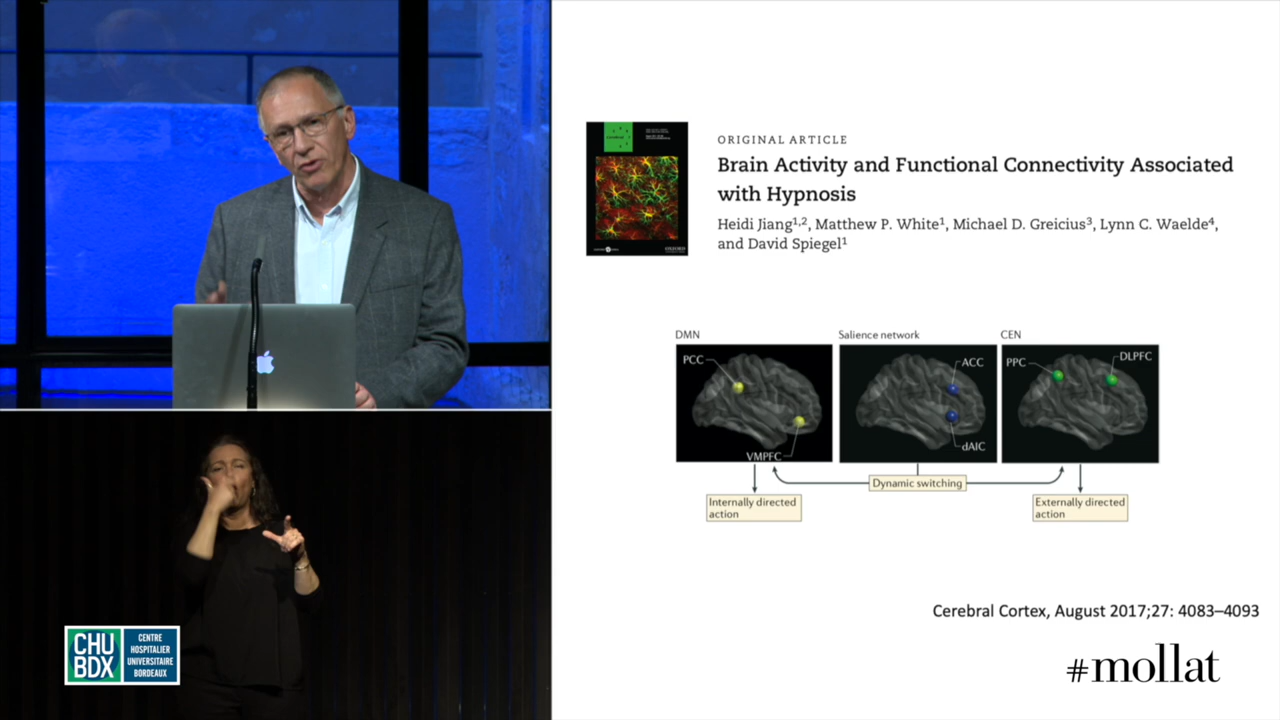 Cerebral
OXFORD
ORIGINAL ARTICLE
Brain Activity and Functional Connectivity Associated
with Hypnosis
Heidi Jiang1,2, Matthew P. White1, Michael D. Greicius3, Lynn C. Waelde4,
and David Spiegel1
DMN
Salience network
CEN
PCC
VMPFC
ACC
dAIC
PPC
DLPFC
Dynamic switching
Internally directed
action
Externally directed
action
Cerebral Cortex, August 2017;27: 4083–4093
#mollat
CHU
BDX
CENTRE
HOSPITALIER
UNIVERSITAIRE
BORDEAUX